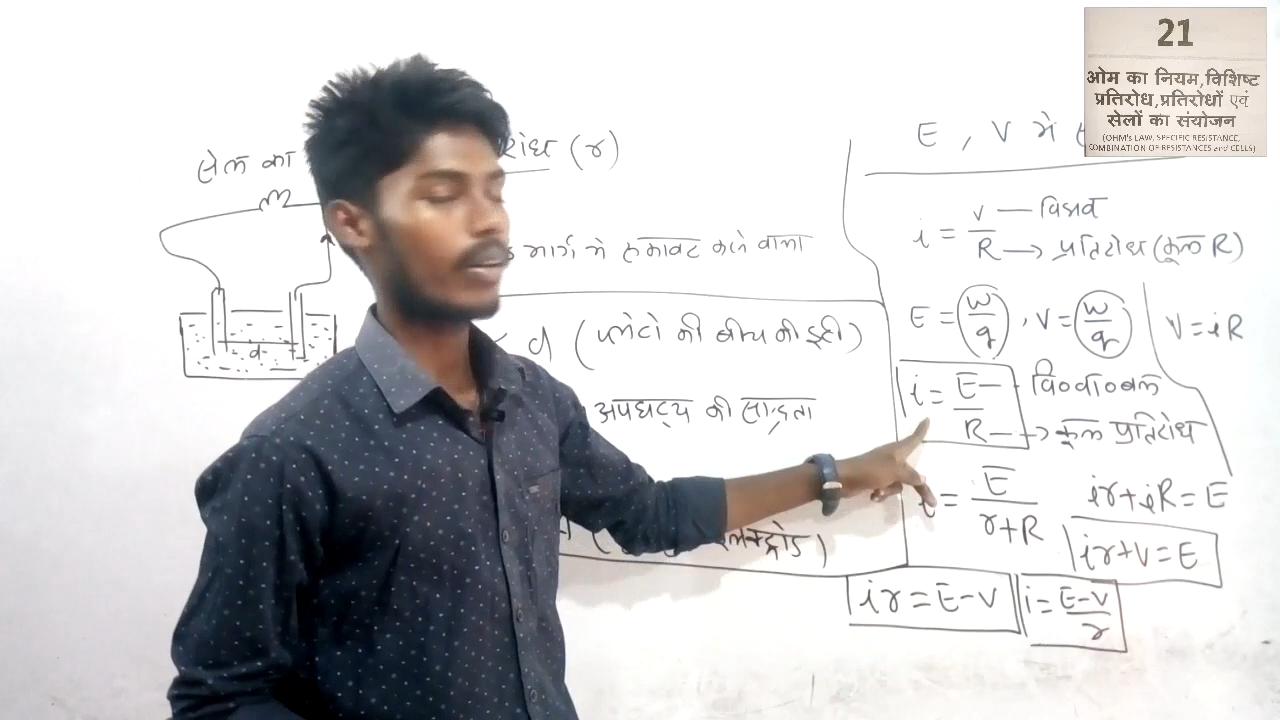 21
ओम का नियम,विशिष्ट
प्रतिरोध,प्रतिरोधों एवं
सेलों का संयोजन
(OHM's LAW, SPECIFIC RESISTANCE,
COMBINATION OF RESISTANCES and CELLS)
सेल का (r)
मार्ग मे रुकावट
d (प्लेटो की बीच की
अपघट्य की सान्द्रता
d
E , V मे
i = V/R
विभव
प्रतिरोध (कुल R)
E = (w/q) , V = (w/q)
V = iR
i = E/R
वि०वा०बल
कुल प्रतिरोध
i = E/(r+R)
ir+iR = E
ir+V = E
ir = E-V
i = (E-V)/r